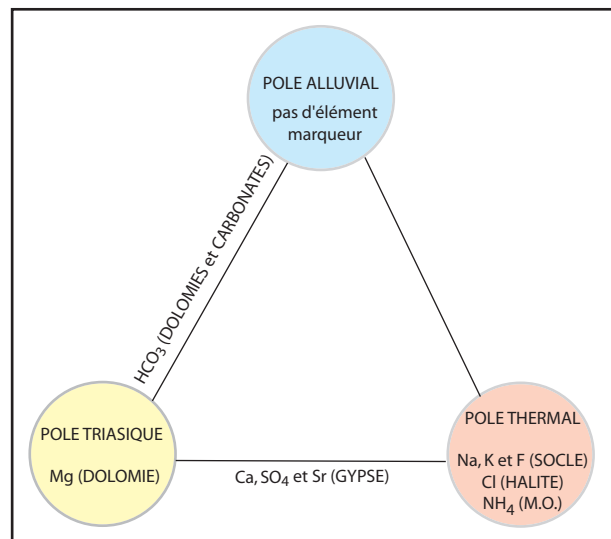 POLE ALLUVIAL
pas d'élément
marqueur
HCO3 (DOLOMIES et CARBONATES)
POLE TRIASIQUE
Mg (DOLOMIE)
Ca, SO4 et Sr (GYPSE)
POLE THERMAL
Na, K et F (SOCLE)
Cl (HALITE)
NH4 (M.O.)